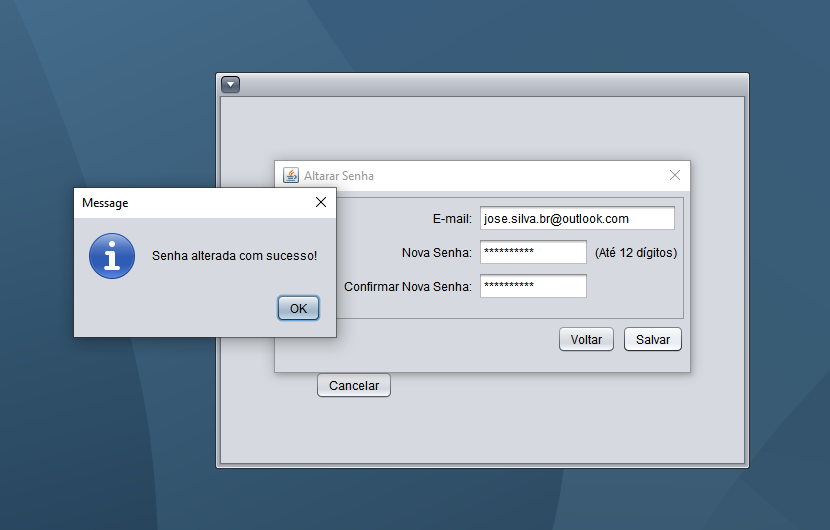 Altarar Senha
Message
Senha alterada com sucesso!
OK
E-mail: jose.silva.br@outlook.com
Nova Senha: ********** (Até 12 dígitos)
Confirmar Nova Senha: **********
Voltar Salvar
Cancelar